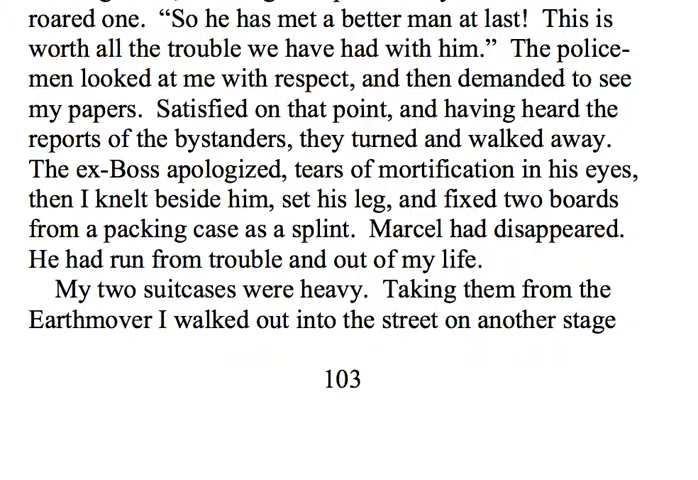 roared one.  “So he has met a better man at last!  This is
worth all the trouble we have had with him.”  The police-
men looked at me with respect, and then demanded to see
my papers.  Satisfied on that point, and having heard the
reports of the bystanders, they turned and walked away.
The ex-Boss apologized, tears of mortification in his eyes,
then I knelt beside him, set his leg, and fixed two boards
from a packing case as a splint.  Marcel had disappeared.
He had run from trouble and out of my life.
My two suitcases were heavy.  Taking them from the
Earthmover I walked out into the street on another stage
103